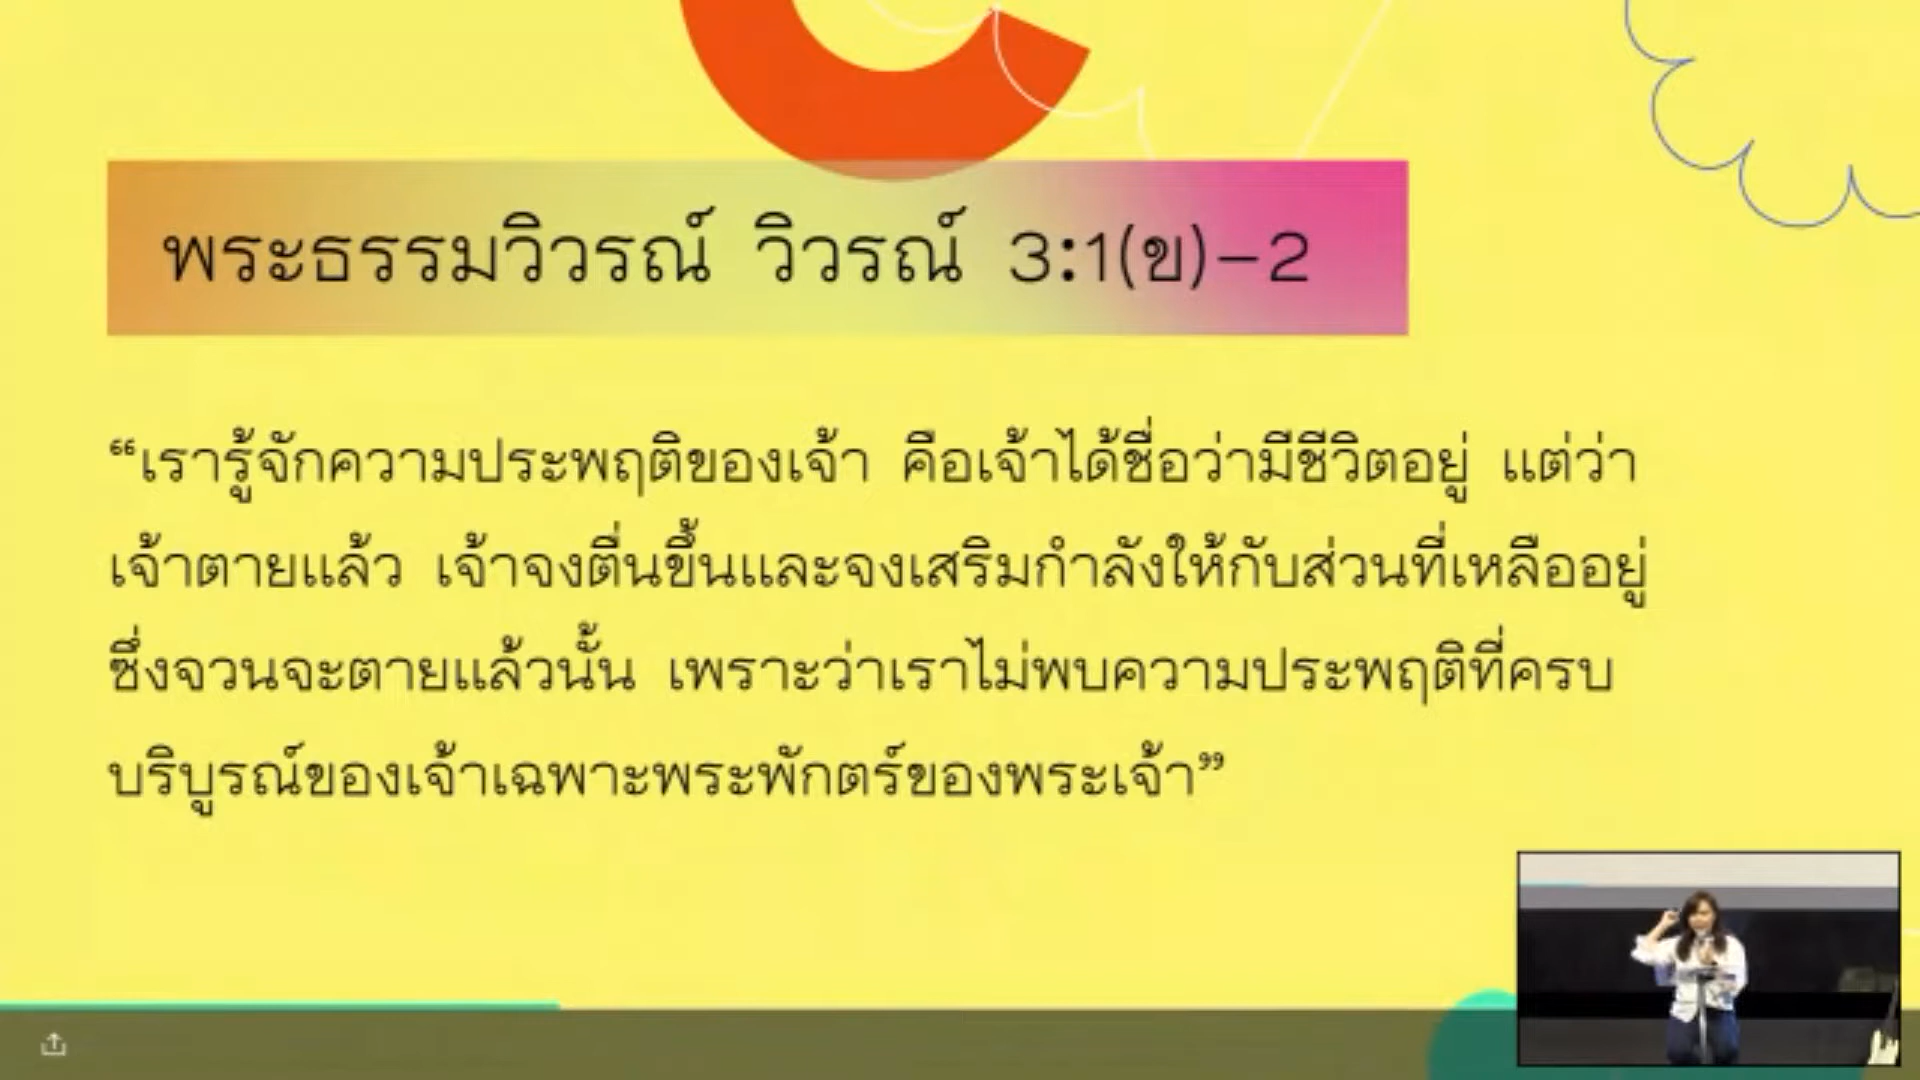 พระธรรมวิวรณ์ วิวรณ์ 3:1(ข)-2
“เรารู้จักความประพฤติของเจ้า คือเจ้าได้ชื่อว่ามีชีวิตอยู่ แต่ว่า
เจ้าตายแล้ว เจ้าจงตื่นขึ้นและจงเสริมกำลังให้กับส่วนที่เหลืออยู่
ซึ่งจวนจะตายแล้วนั้น เพราะว่าเราไม่พบความประพฤติที่ครบ
บริบูรณ์ของเจ้าเฉพาะพระพักตร์ของพระเจ้า”